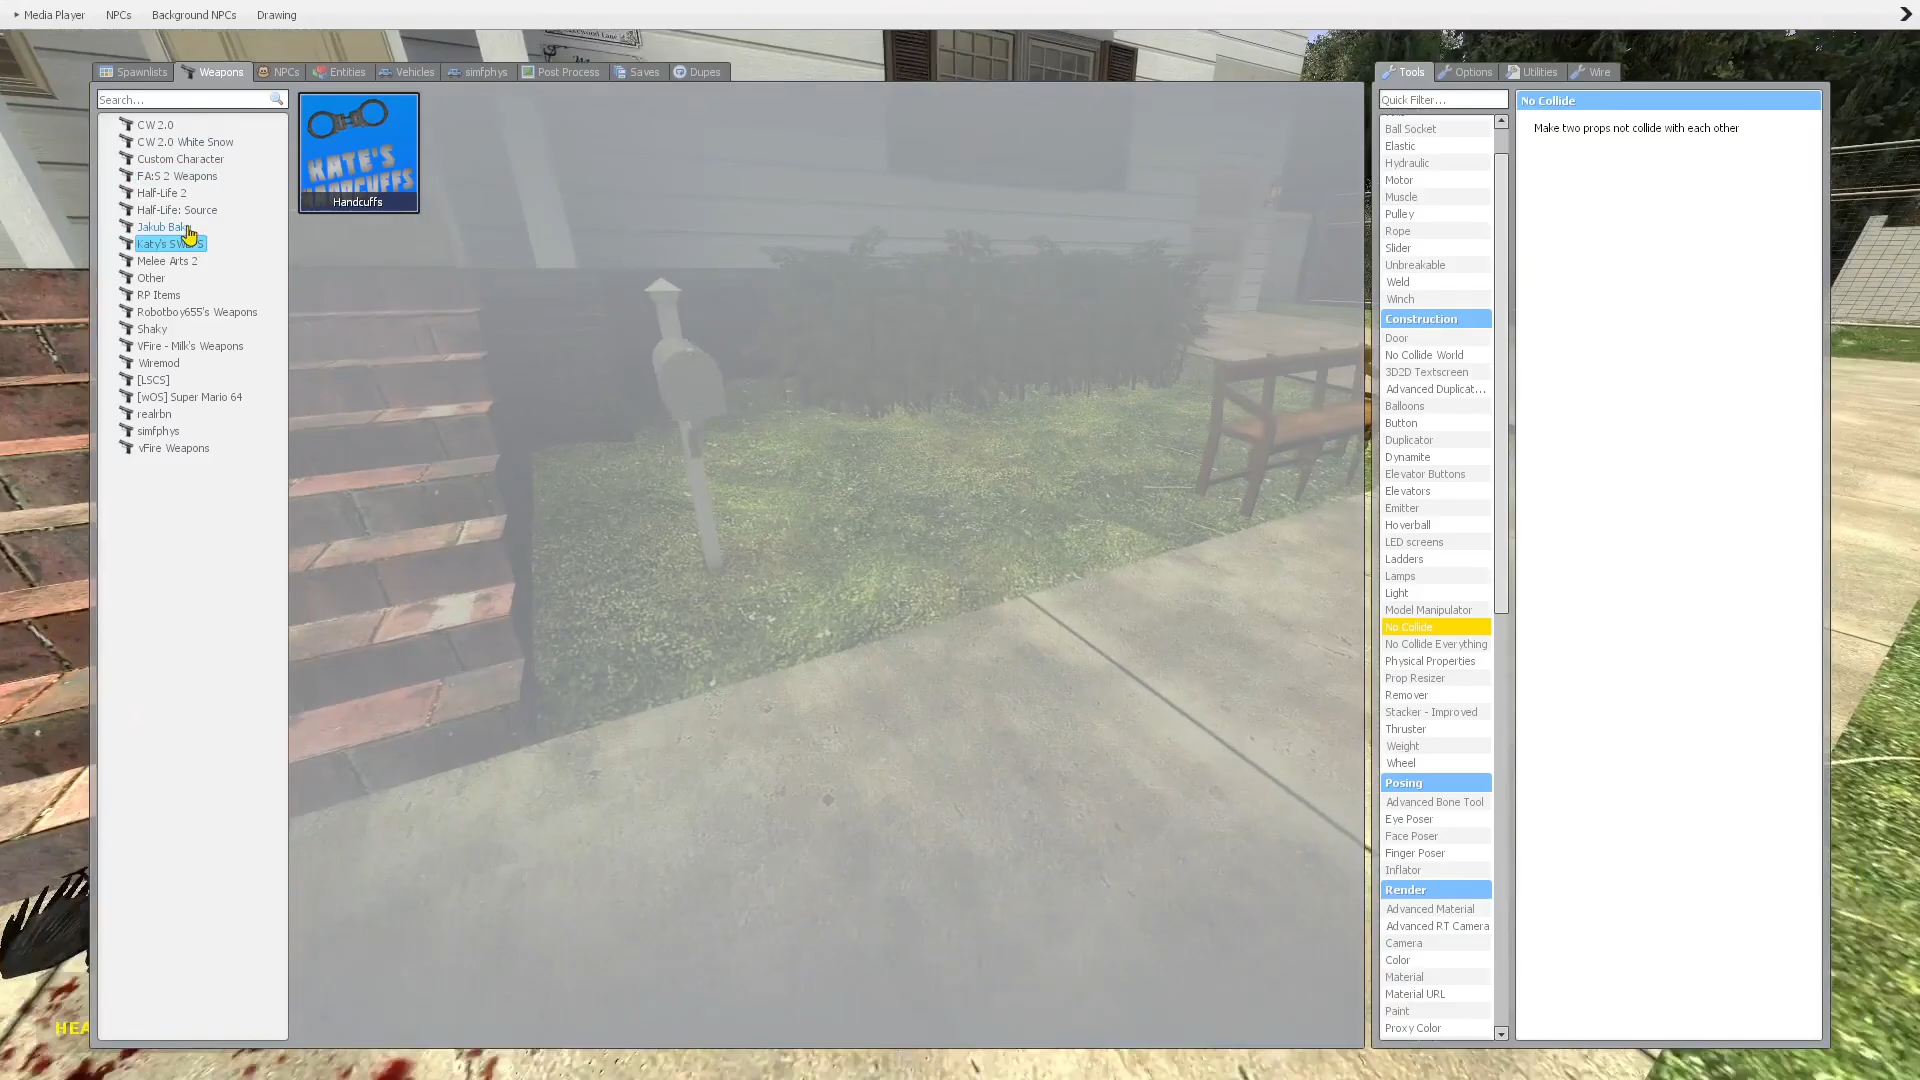 Media Player NPCs Background NPCs Drawing
Spawnlists Weapons NPCs Entities Vehicles simfphys Post Process Saves Dupes
Search...
CW 2.0
CW 2.0 White Snow
Custom Character
FA:S 2 Weapons
Half-Life 2
Half-Life: Source
Jakub
Katy's
Melee Arts 2
Other
RP Items
Robotboy655's Weapons
Shaky
VFire - Milk's Weapons
Wiremod
[LSCS]
[wOS] Super Mario 64
realrbn
simfphys
vFire Weapons
KATE'S
HANDCUFFS
Handcuffs
Tools Options Utilities Wire
Quick Filter...
Ball Socket
Elastic
Hydraulic
Motor
Muscle
Pulley
Rope
Slider
Unbreakable
Weld
Winch
Construction
Door
No Collide World
3D2D Textscreen
Advanced Duplicat...
Balloons
Button
Duplicator
Dynamite
Elevator Buttons
Elevators
Emitter
Hoverball
LED screens
Ladders
Lamps
Light
Model Manipulator
No Collide
No Collide Everything
Physical Properties
Prop Resizer
Remover
Stacker - Improved
Thruster
Weight
Wheel
Posing
Advanced Bone Tool
Eye Poser
Face Poser
Finger Poser
Inflator
Render
Advanced Material
Advanced RT Camera
Camera
Color
Material
Material URL
Paint
Proxy Color
No Collide
Make two props not collide with each other
HEA